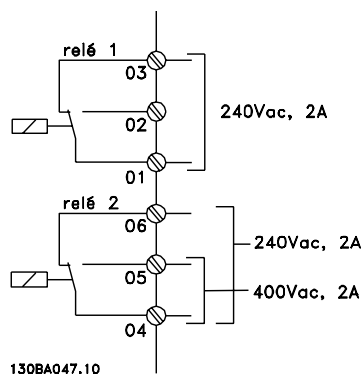 relé 1
03
02
240Vac, 2A
01
relé 2
06
240Vac, 2A
05
400Vac, 2A
04
130BA047.10